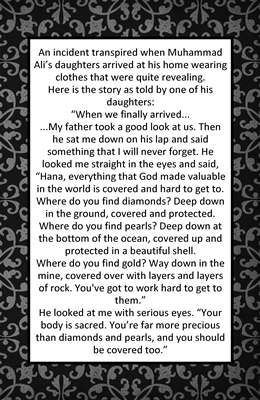 An incident transpired when Muhammad
Ali's daughters arrived at his home wearing
clothes that were quite revealing.
Here is the story as told by one of his
daughters:
“When we finally arrived...
...My father took a good look at us. Then
he sat me down on his lap and said
something that I will never forget. He
looked me straight in the eyes and said,
“Hana, everything that God made valuable
in the world is covered and hard to get to.
Where do you find diamonds? Deep down
in the ground, covered and protected.
Where do you find pearls? Deep down at
the bottom of the ocean, covered up and
protected in a beautiful shell.
Where do you find gold? Way down in the
mine, covered over with layers and layers
of rock. You've got to work hard to get to
them.”
He looked at me with serious eyes. “Your
body is sacred. You’re far more precious
than diamonds and pearls, and you should
be covered too.”